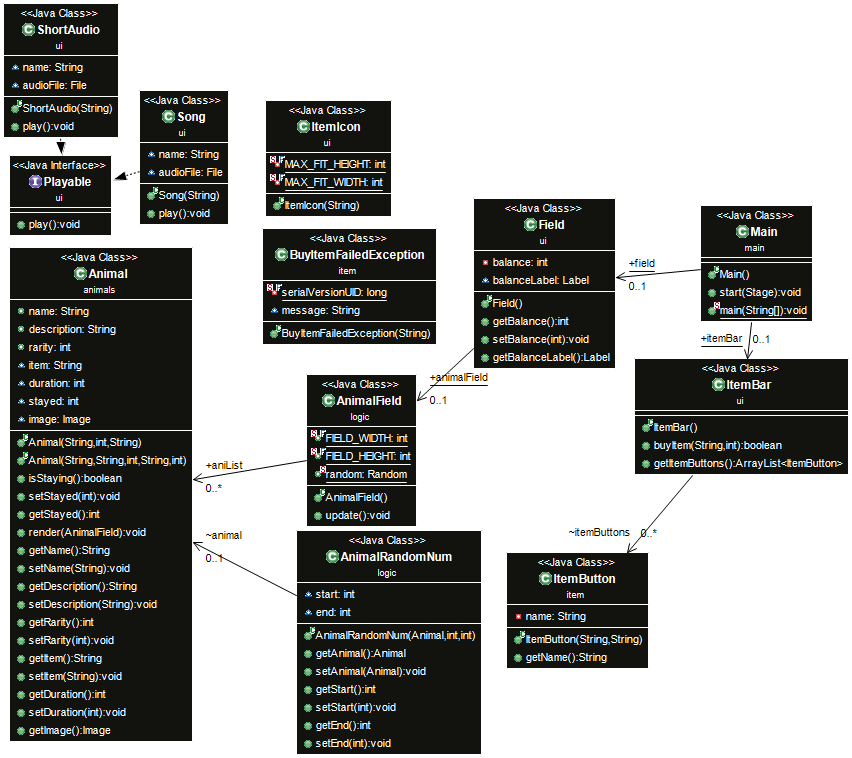 <<Java Class>>
ShortAudio
ui
name: String
audioFile: File
ShortAudio(String)
play():void
<<Java Class>>
Song
ui
name: String
audioFile: File
Song(String)
play():void
<<Java Interface>>
Playable
ui
play():void
<<Java Class>>
ItemIcon
ui
MAX_FIT_HEIGHT: int
MAX_FIT_WIDTH: int
ItemIcon(String)
<<Java Class>>
BuyItemFailedException
item
serialVersionUID: long
message: String
BuyItemFailedException(String)
<<Java Class>>
Field
ui
balance: int
balanceLabel: Label
Field()
getBalance():int
setBalance(int):void
getBalanceLabel():Label
+field
0..1
<<Java Class>>
Main
main
Main()
start(Stage):void
main(String[]):void
+itemBar
0..1
<<Java Class>>
ItemBar
ui
ItemBar()
buyItem(String,int):boolean
getItemButtons():ArrayList<ItemButton>
~itemButtons
0..*
<<Java Class>>
ItemButton
item
name: String
ItemButton(String,String)
getName():String
+animalField
0..1
<<Java Class>>
AnimalField
logic
FIELD_WIDTH: int
FIELD_HEIGHT: int
random: Random
AnimalField()
update():void
+aniList
0..*
<<Java Class>>
Animal
animals
name: String
description: String
rarity: int
item: String
duration: int
stayed: int
image: Image
Animal(String,int,String)
Animal(String,String,int,String,int)
isStaying():boolean
setStayed(int):void
getStayed():int
render(AnimalField):void
getName():String
setName(String):void
getDescription():String
setDescription(String):void
getRarity():int
setRarity(int):void
getItem():String
setItem(String):void
getDuration():int
setDuration(int):void
getImage():Image
~animal
0..1
<<Java Class>>
AnimalRandomNum
logic
start: int
end: int
AnimalRandomNum(Animal,int,int)
getAnimal():Animal
setAnimal(Animal):void
getStart():int
setStart(int):void
getEnd():int
setEnd(int):void